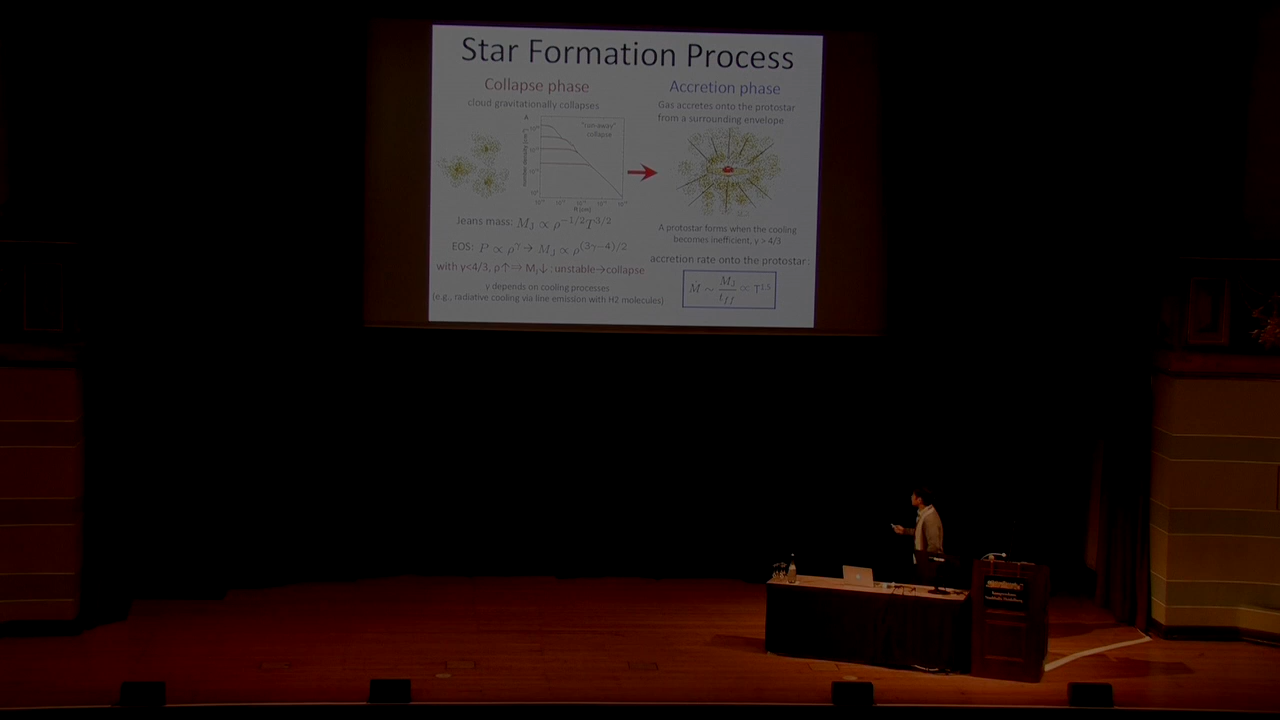 Star Formation Process
Collapse phase
cloud gravitationally collapses
"run-away"
collapse
R [cm]
Jeans mass: M_J ∝ ρ^{-1/2}T^{3/2}
EOS: P ∝ ρ^γ → M_J ∝ ρ^{(3γ-4)/2}
with γ<4/3, ρ↑⇒ M_J↓: unstable→collapse
γ depends on cooling processes
(e.g., radiative cooling via line emission with H2 molecules)
Accretion phase
Gas accretes onto the protostar
from a surrounding envelope
A protostar forms when the cooling
becomes inefficient, γ > 4/3
accretion rate onto the protostar:
Ṁ ~ M_J / t_ff ∝ T^{1.5}